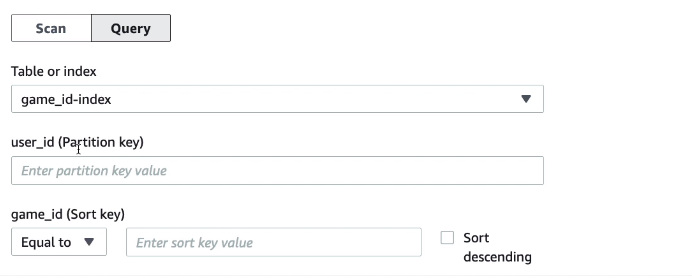 Scan Query
Table or index
game_id-index
user_id (Partition key)
Enter partition key value
game_id (Sort key)
Equal to Enter sort key value Sort
descending